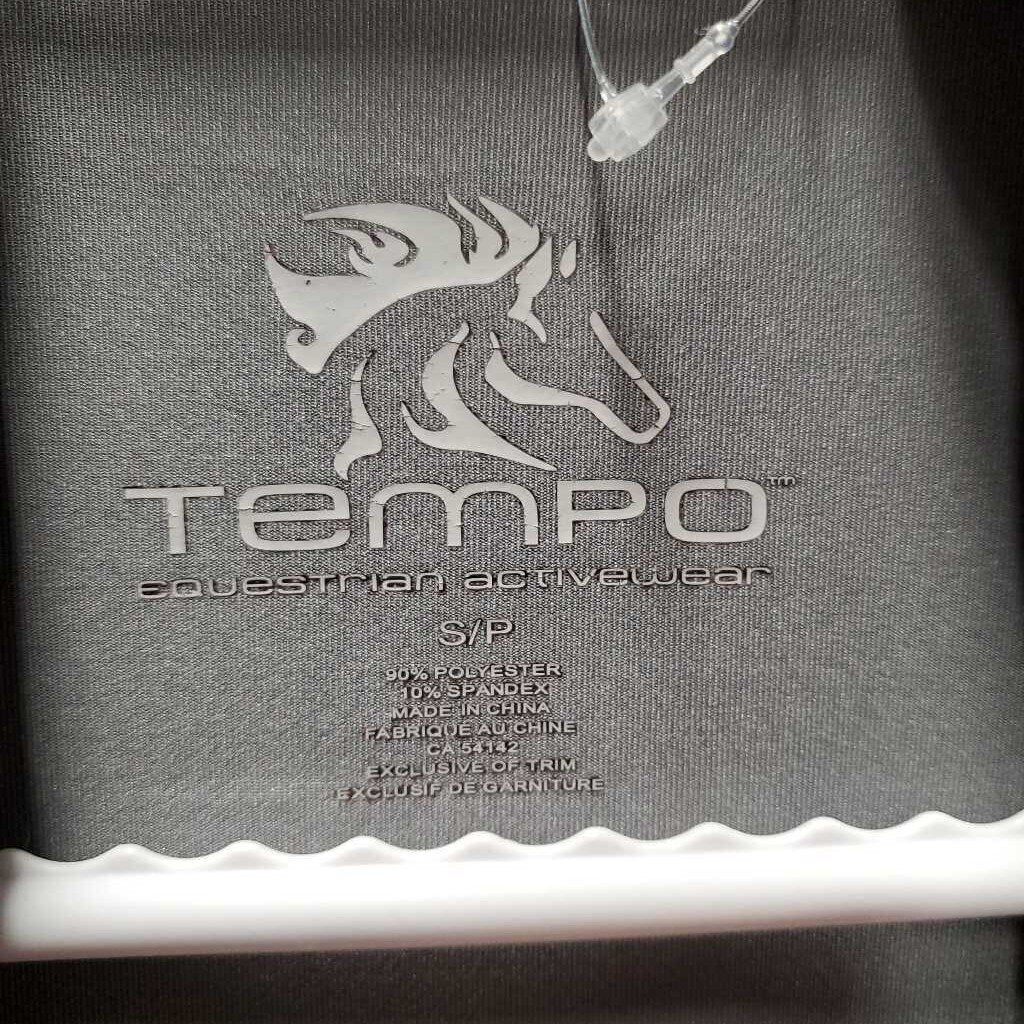 Tempo™
equestrian activewear
S/P
90% POLYESTER
10% SPANDEX
MADE IN CHINA
FABRIQUE AU CHINE
CA 54142
EXCLUSIVE OF TRIM
EXCLUSIF DE GARNITURE